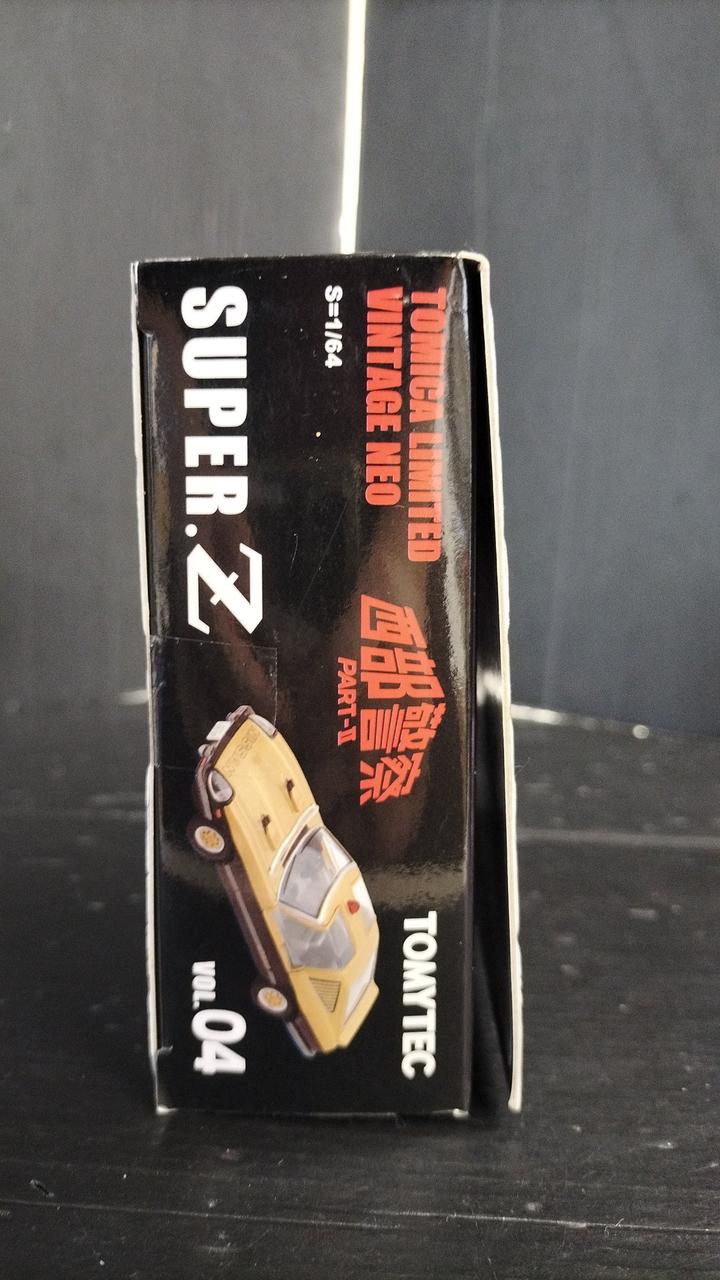 TOMICA LIMITED
VINTAGE NEO
S=1/64
西部警察
PART-II
TOMYTEC
SUPER.Z
VOL.04